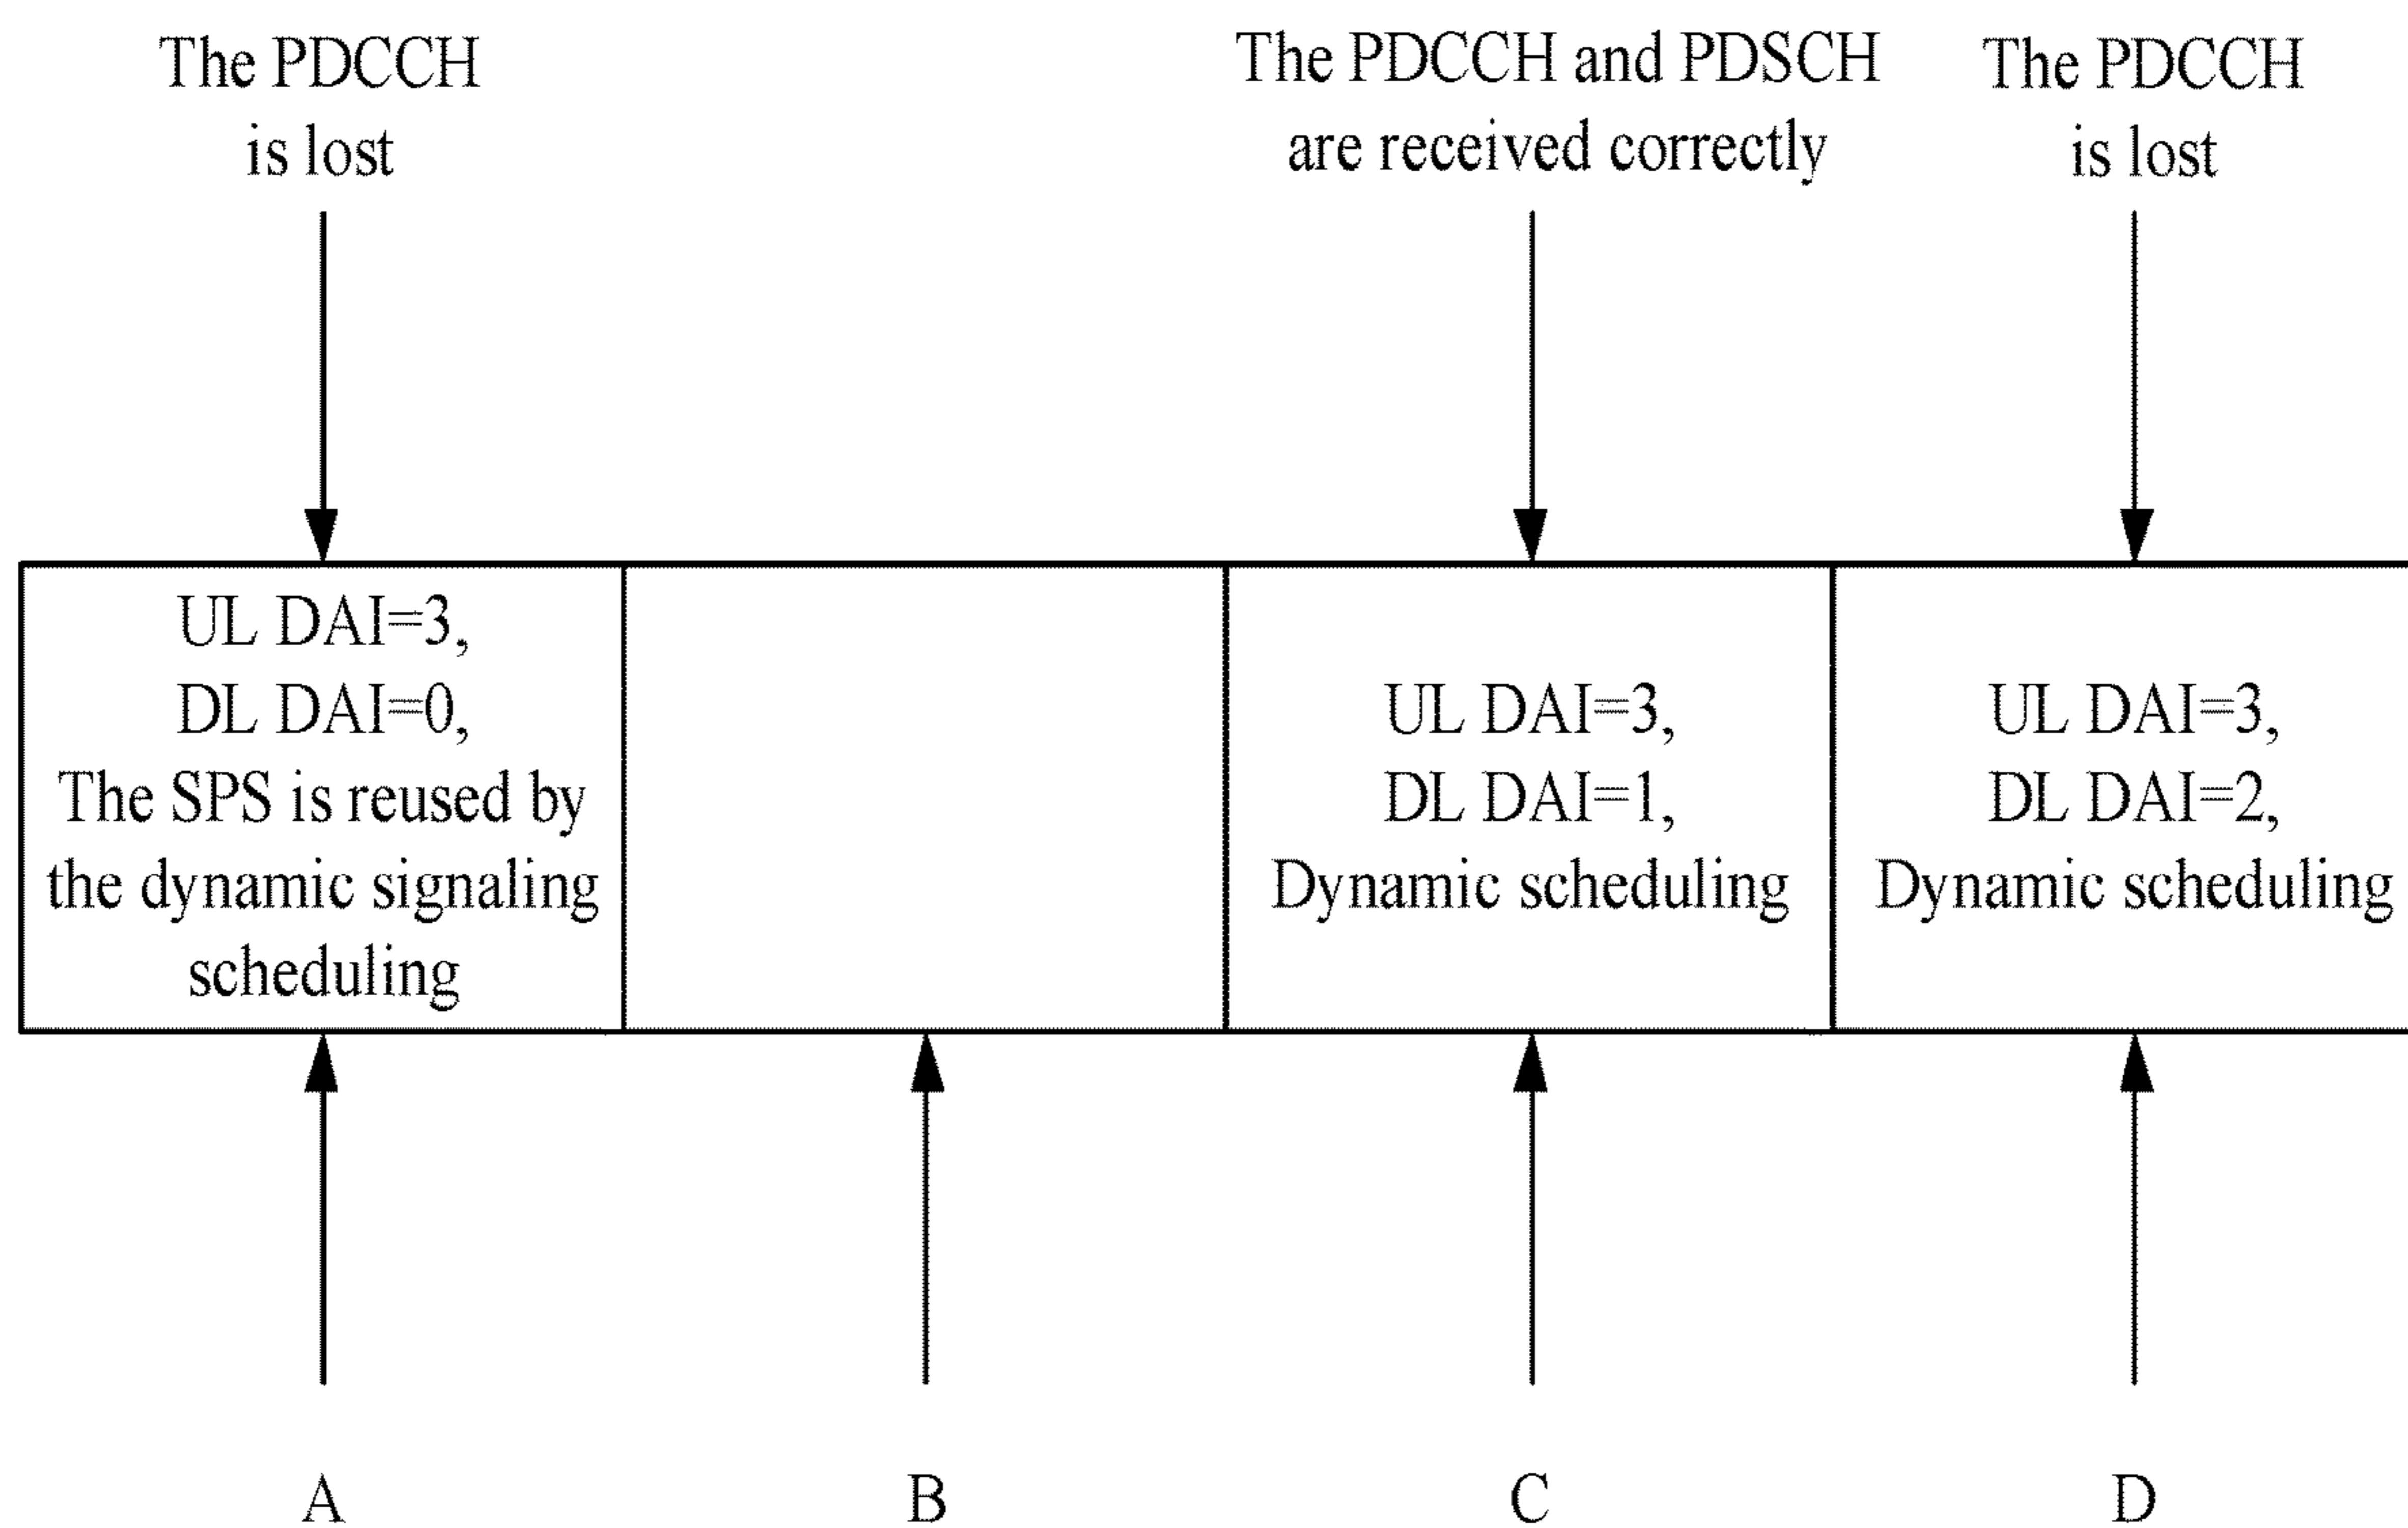 The PDCCH
is lost
The PDCCH and PDSCH
are received correctly
The PDCCH
is lost
UL DAI=3,
DL DAI=0,
The SPS is reused by
the dynamic signaling
scheduling
UL DAI=3,
DL DAI=1,
Dynamic scheduling
UL DAI=3,
DL DAI=2,
Dynamic scheduling
A
B
C
D